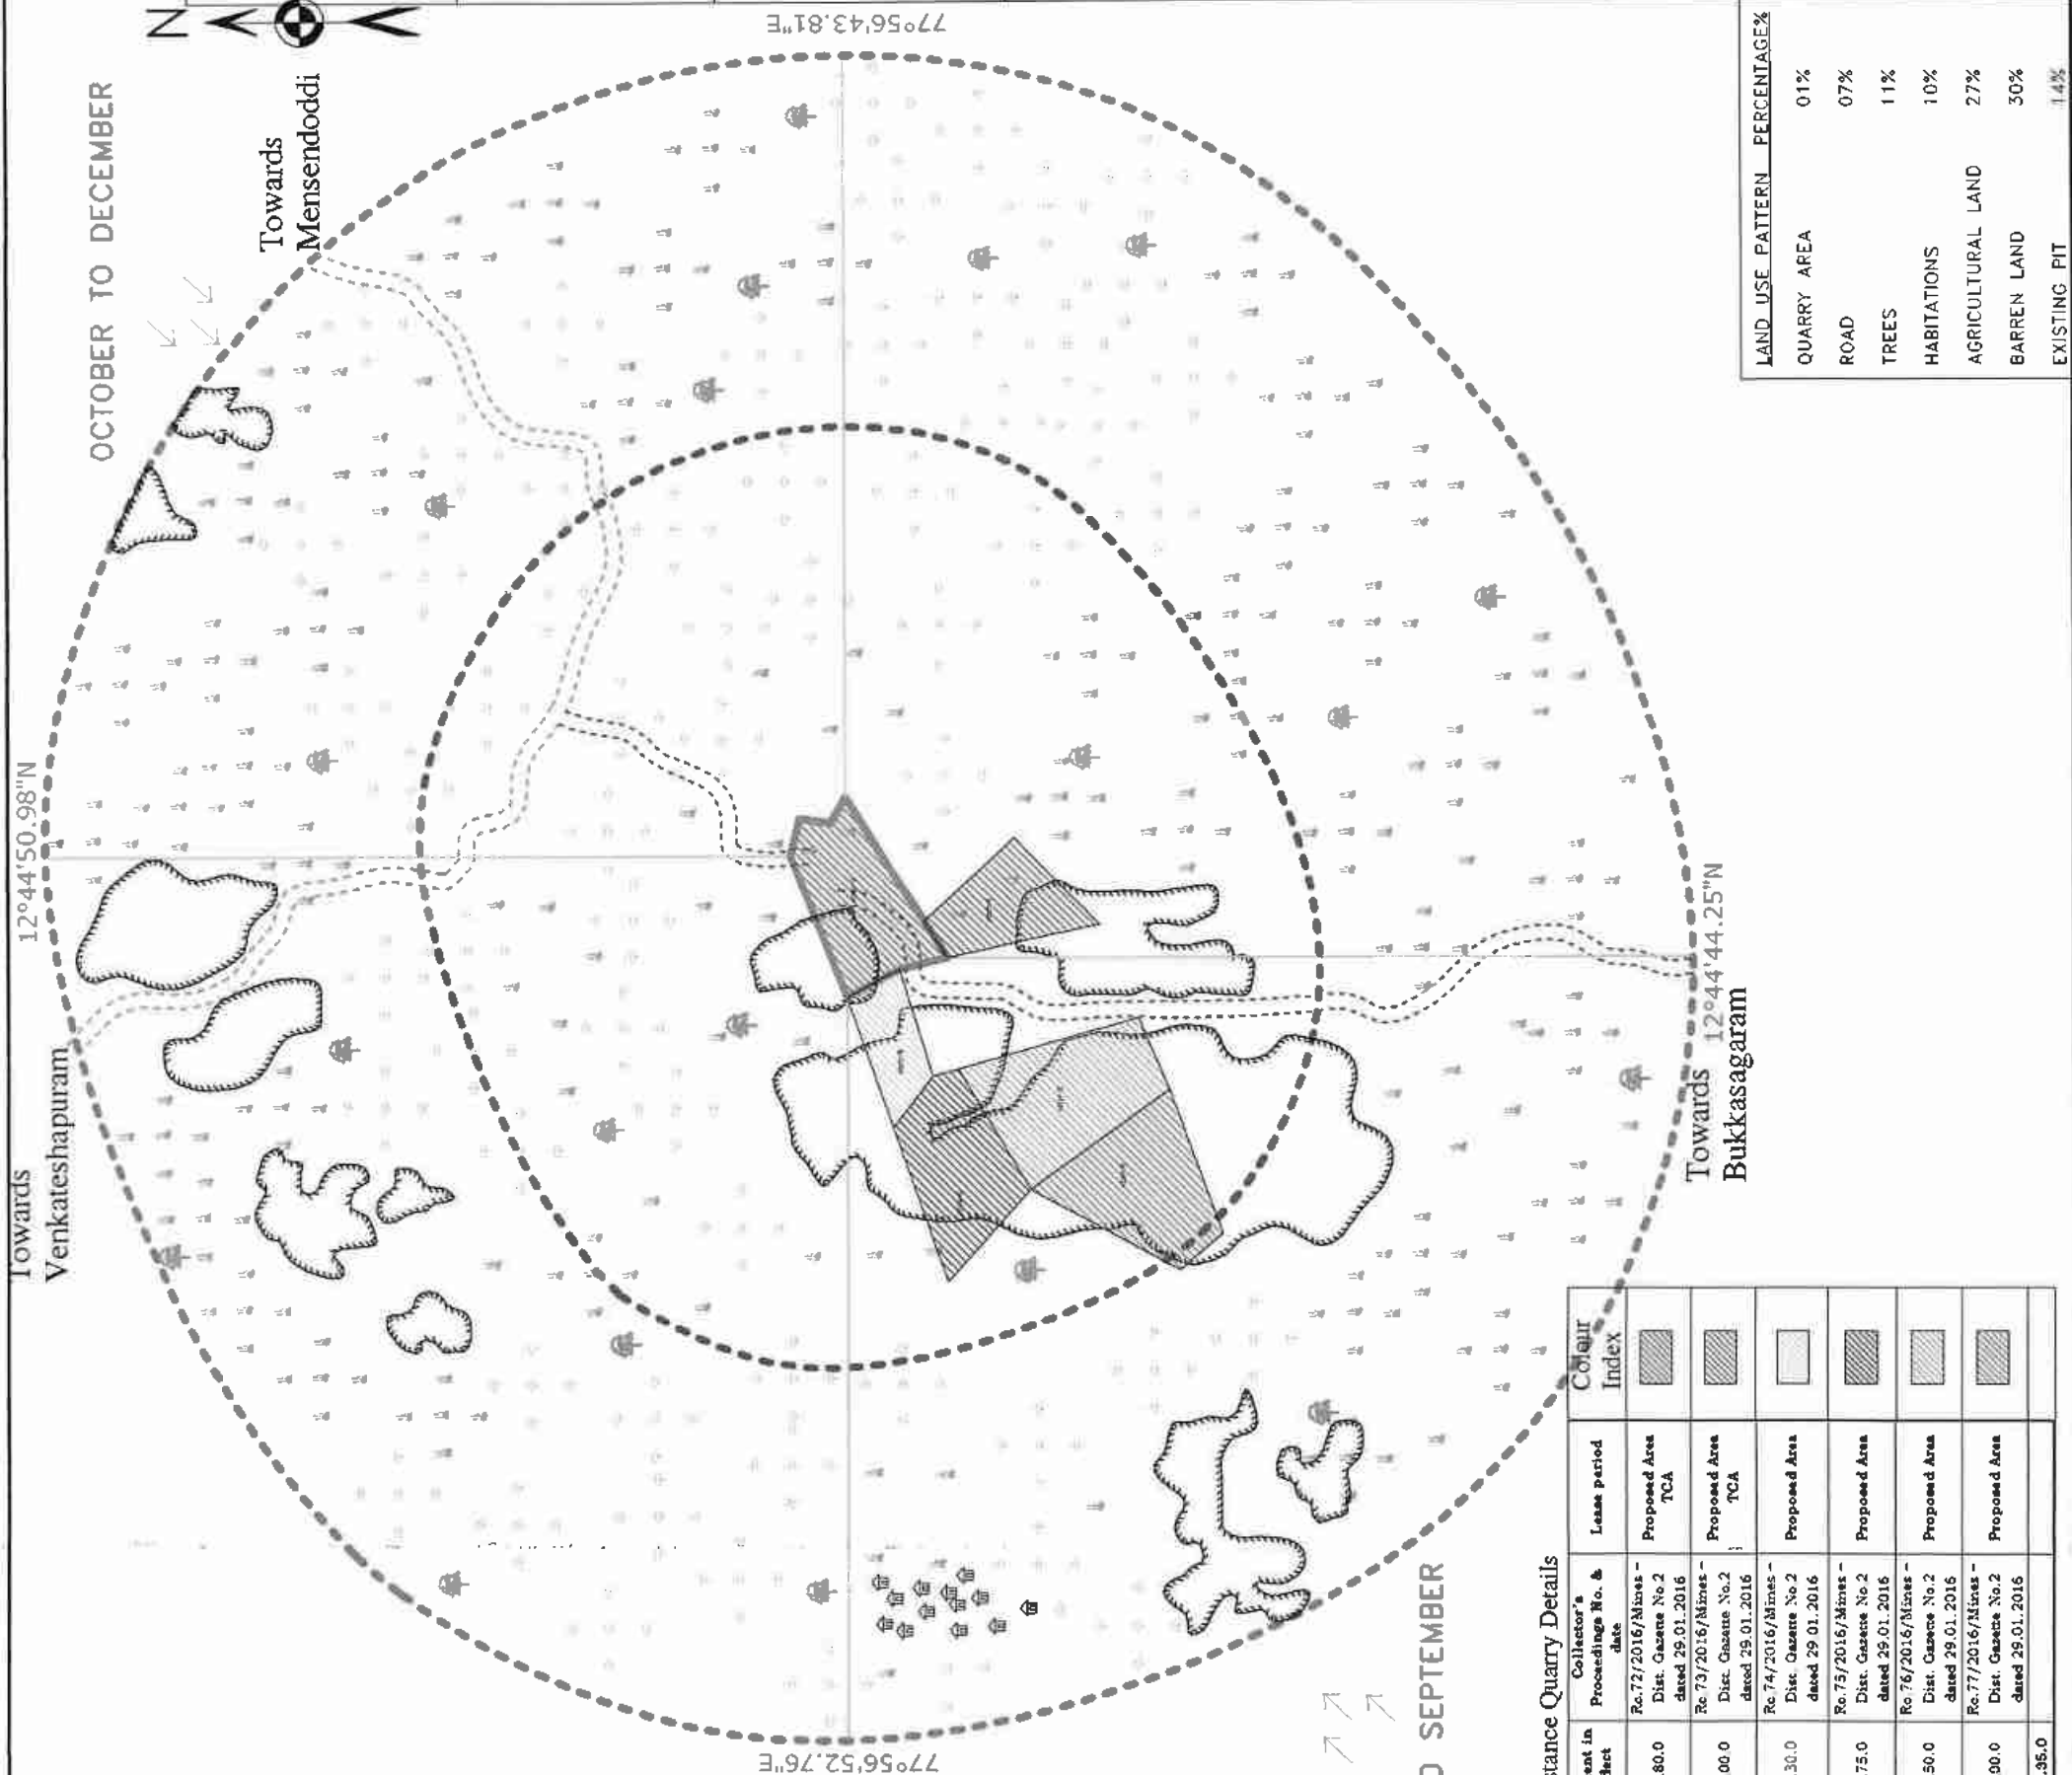 N
77°56'43.81"E
OCTOBER TO DECEMBER
Towards
Mensendoddi
12°44'50.98"N
Towards
Venkateshapuram
12°44'44.25"N
Towards
Bukkasagaram
77°56'52.76"E
SEPTEMBER
LAND USE PATTERN PERCENTAGE%
QUARRY AREA 01%
ROAD 07%
TREES 11%
HABITATIONS 10%
AGRICULTURAL LAND 27%
BARREN LAND 30%
EXISTING PIT 14%
stance Quarry Details
ent in
Collector's
Proceedings No. &
date
Lease period
Colour
Index
80.0
Rc.72/2016/Mines -
Dist. Gazette No.2
dated 29.01.2016
Proposed Area
TCA
00.0
Rc.73/2016/Mines -
Dist. Gazette No.2
dated 29.01.2016
Proposed Area
TCA
30.0
Rc.74/2016/Mines -
Dist. Gazette No.2
dated 29.01.2016
Proposed Area
75.0
Rc.75/2016/Mines -
Dist. Gazette No.2
dated 29.01.2016
Proposed Area
50.0
Rc.76/2016/Mines -
Dist. Gazette No.2
dated 29.01.2016
Proposed Area
00.0
Rc.77/2016/Mines -
Dist. Gazette No.2
dated 29.01.2016
Proposed Area
.35.0